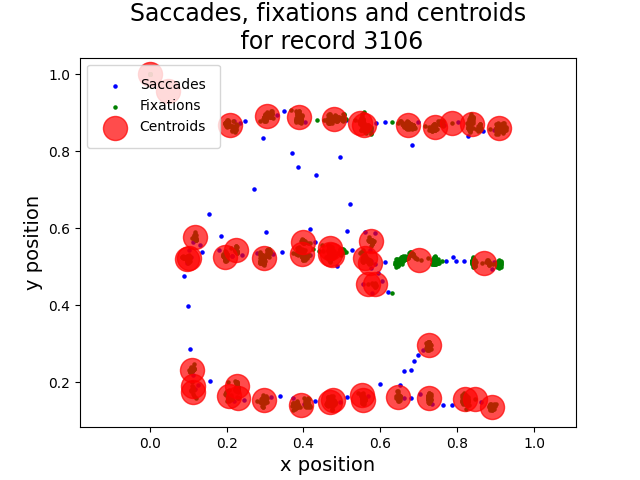 Saccades, fixations and centroids
for record 3106
Saccades
Fixations
Centroids
1.0
0.8
0.6
0.4
0.2
y position
0.0
0.2
0.4
0.6
0.8
1.0
x position